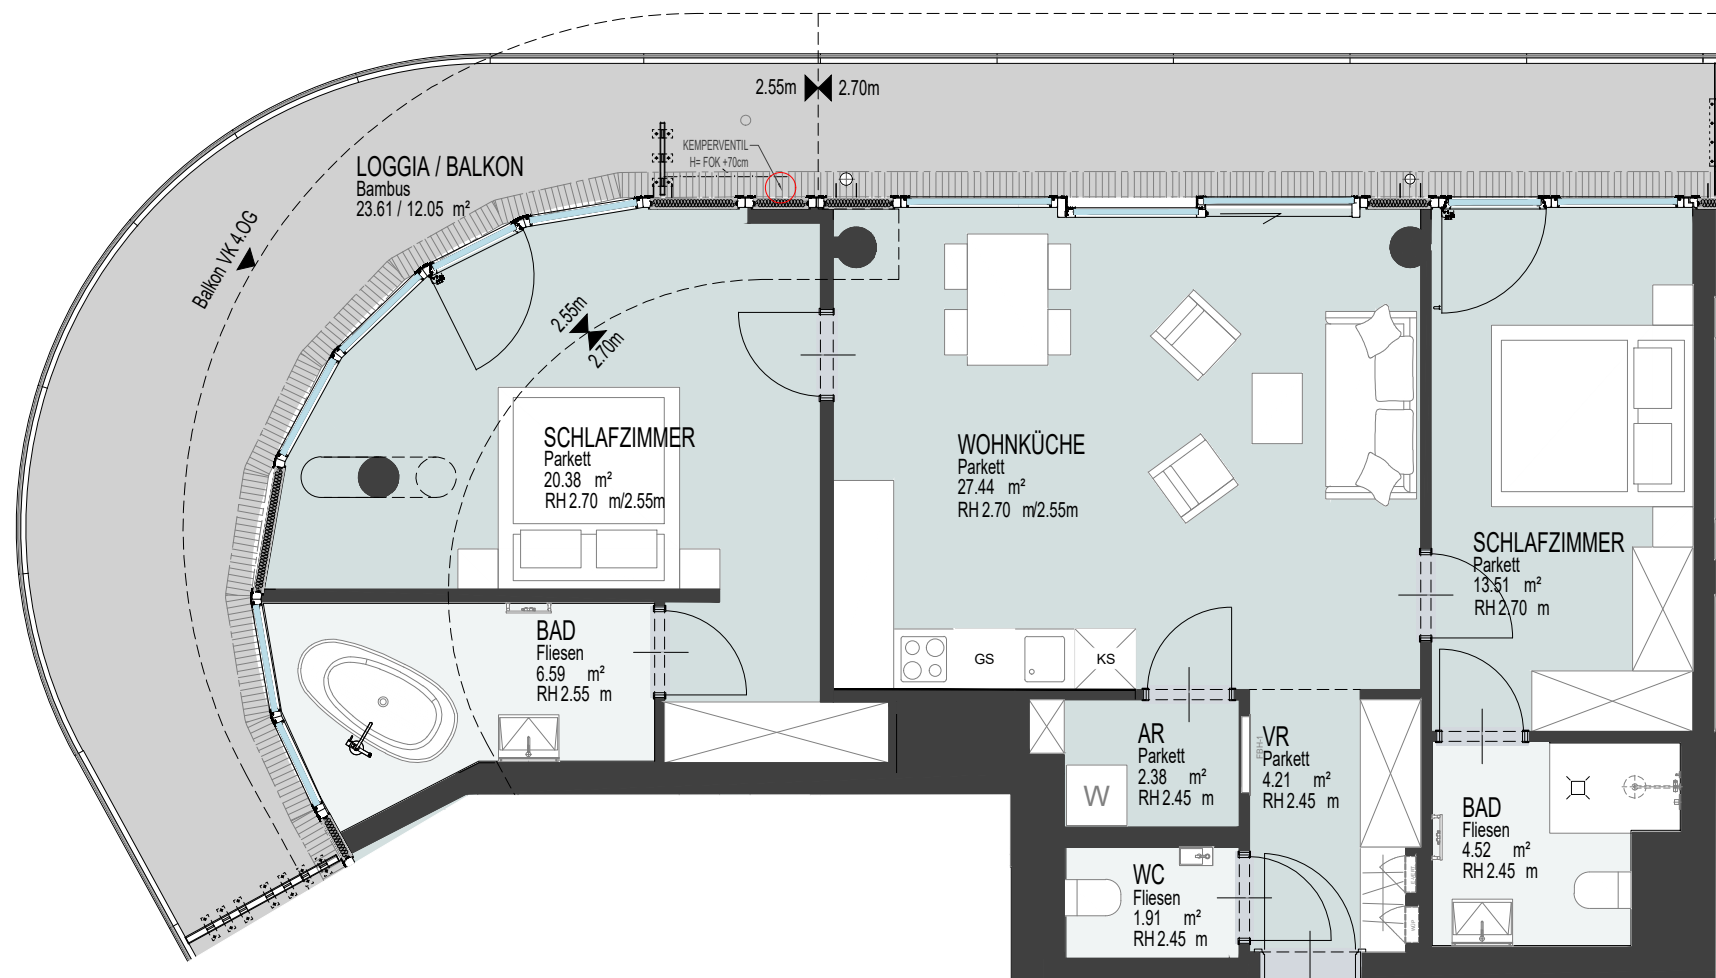 2.55m
2.70m
KEMPERVENTIL
H= FOK +70cm
LOGGIA / BALKON
Bambus
23.61 / 12.05 m²
Balkon VK 4.OG
2.55m
2.70m
SCHLAFZIMMER
Parkett
20.38 m²
RH 2.70 m/2.55m
WOHNKÜCHE
Parkett
27.44 m²
RH 2.70 m/2.55m
SCHLAFZIMMER
Parkett
13.51 m²
RH 2.70 m
BAD
Fliesen
6.59 m²
RH 2.55 m
GS
KS
AR
Parkett
2.38 m²
RH 2.45 m
W
VR
Parkett
4.21 m²
RH 2.45 m
BAD
Fliesen
4.52 m²
RH 2.45 m
WC
Fliesen
1.91 m²
RH 2.45 m